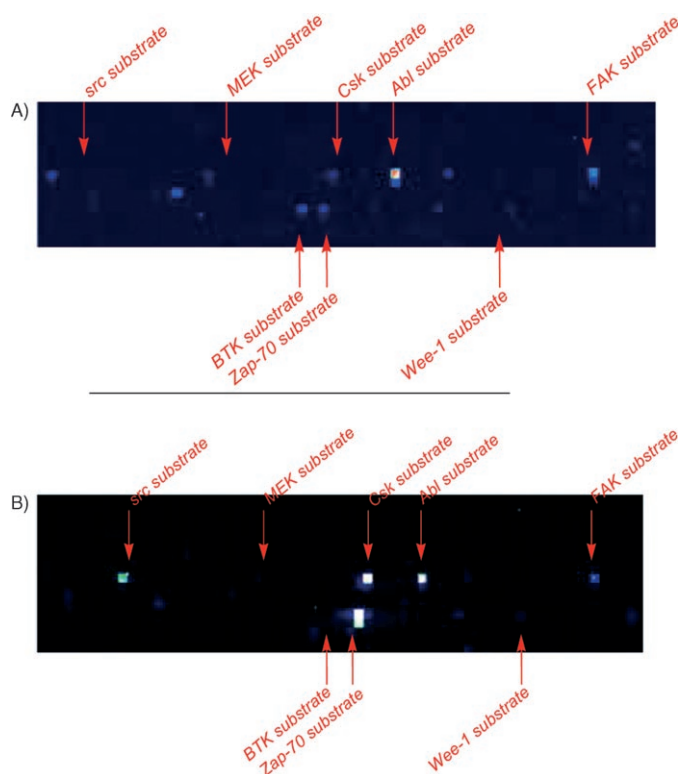 A)
src substrate
MEK substrate
Csk substrate
Abl substrate
FAK substrate
BTK substrate
Zap-70 substrate
Wee-1 substrate
B)
src substrate
MEK substrate
Csk substrate
Abl substrate
FAK substrate
BTK substrate
Zap-70 substrate
Wee-1 substrate